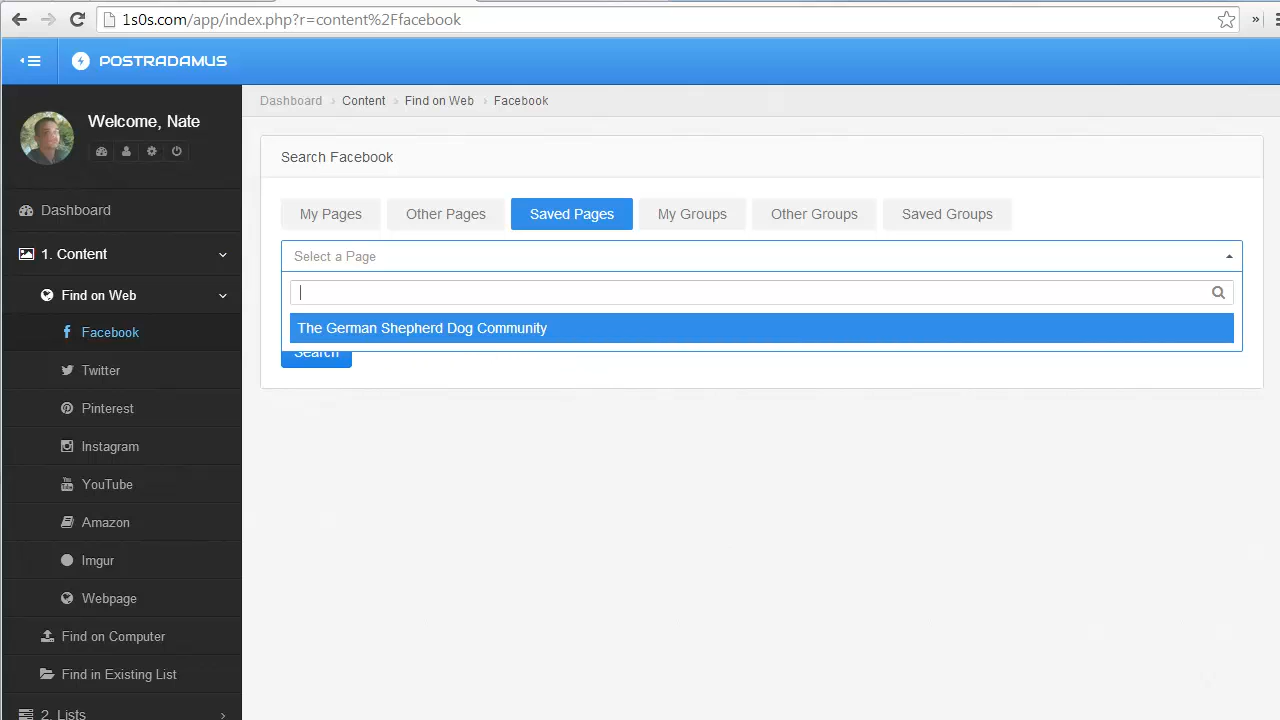 1s0s.com/app/index.php?r=content%2Ffacebook
»
POSTRADAMUS
Welcome, Nate
Dashboard
1. Content
Find on Web
Facebook
Twitter
Pinterest
Instagram
YouTube
Amazon
Imgur
Webpage
Find on Computer
Find in Existing List
2. Lists
Dashboard › Content › Find on Web › Facebook
Search Facebook
My Pages Other Pages Saved Pages My Groups Other Groups Saved Groups
Select a Page
The German Shepherd Dog Community
Search